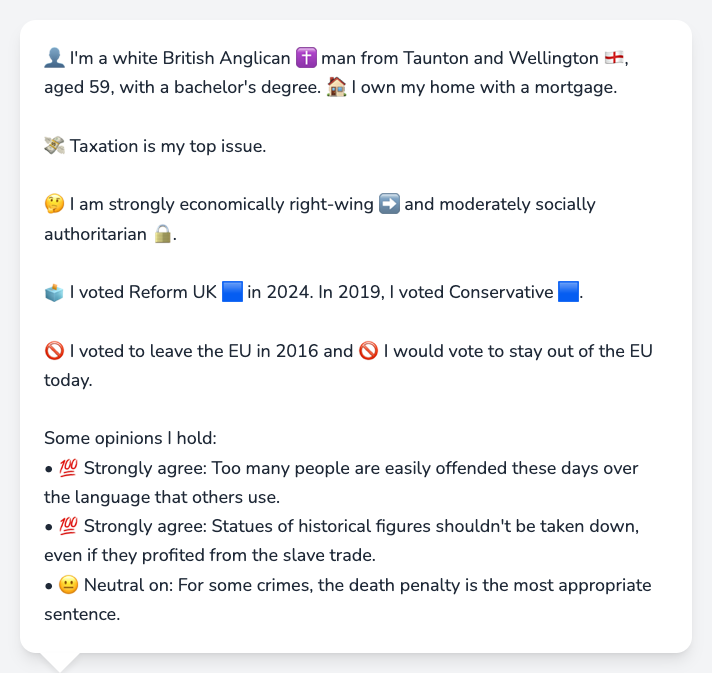 👤 I'm a white British Anglican ✝️ man from Taunton and Wellington 🏴󠁧󠁢󠁥󠁮󠁧󠁿,
aged 59, with a bachelor's degree. 🏠 I own my home with a mortgage.
💸 Taxation is my top issue.
🤔 I am strongly economically right-wing ➡️ and moderately socially
authoritarian 🔒.
🗳️ I voted Reform UK 🟦 in 2024. In 2019, I voted Conservative 🟦.
🚫 I voted to leave the EU in 2016 and 🚫 I would vote to stay out of the EU
today.
Some opinions I hold:
• 💯 Strongly agree: Too many people are easily offended these days over
the language that others use.
• 💯 Strongly agree: Statues of historical figures shouldn't be taken down,
even if they profited from the slave trade.
• 😐 Neutral on: For some crimes, the death penalty is the most appropriate
sentence.